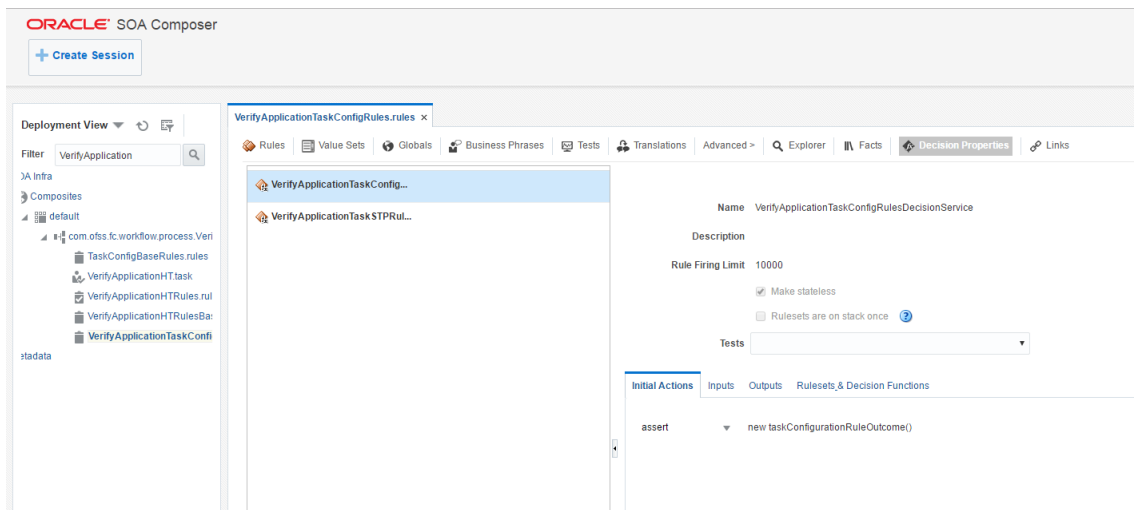 ORACLE' SOA Composer
Create Session
Deployment View
Filter VerifyApplication
OA Infra
Composites
default
com.ofss.fc.workflow.process.Veri
TaskConfigBaseRules.rules
VerifyApplicationHT.task
VerifyApplicationHTRules.rul
VerifyApplicationHTRulesBa
VerifyApplicationTaskConfi
etadata
VerifyApplicationTaskConfigRules.rules ×
Rules Value Sets Globals Business Phrases Tests Translations Advanced > Explorer Facts Decision Properties Links
VerifyApplicationTaskConfig...
VerifyApplicationTaskSTPRul...
Name VerifyApplicationTaskConfigRulesDecisionService
Description
Rule Firing Limit 10000
Make stateless
Rulesets are on stack once ?
Tests
Initial Actions Inputs Outputs Rulesets & Decision Functions
assert new taskConfigurationRuleOutcome()